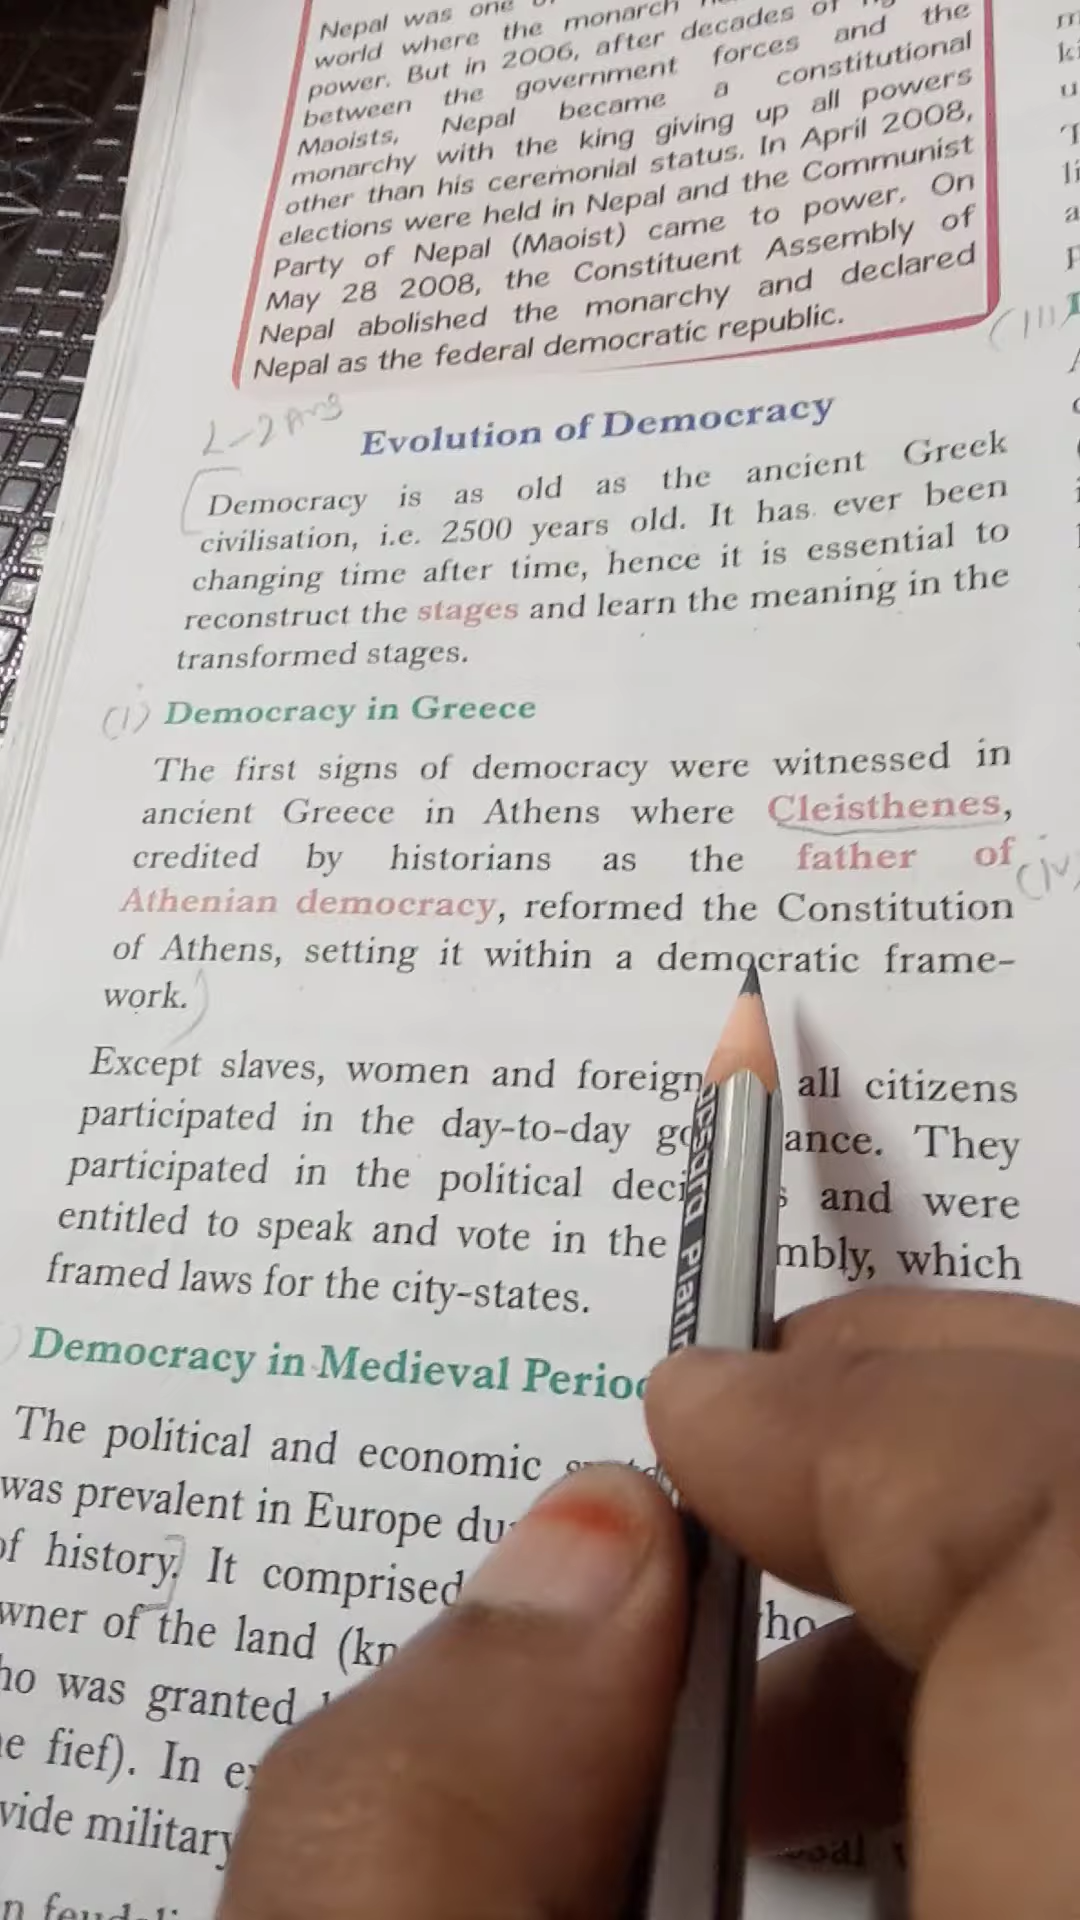 Nepal was one
world where the monarch
power. But in 2006, after decades of
between the government forces and the
Maoists, Nepal became a constitutional
monarchy with the king giving up all powers
other than his ceremonial status. In April 2008,
elections were held in Nepal and the Communist
Party of Nepal (Maoist) came to power. On
May 28 2008, the Constituent Assembly of
Nepal abolished the monarchy and declared
Nepal as the federal democratic republic.
L-2 Ans
Evolution of Democracy
Democracy is as old as the ancient Greek
civilisation, i.e. 2500 years old. It has ever been
changing time after time, hence it is essential to
reconstruct the stages and learn the meaning in the
transformed stages.
(i) Democracy in Greece
The first signs of democracy were witnessed in
ancient Greece in Athens where Cleisthenes,
credited by historians as the father of
Athenian democracy, reformed the Constitution
of Athens, setting it within a democratic frame-
work.
Except slaves, women and foreign all citizens
participated in the day-to-day go ance. They
participated in the political deci s and were
entitled to speak and vote in the mbly, which
framed laws for the city-states.
Democracy in Medieval Perio
The political and economic
was prevalent in Europe du
of history. It comprised
wner of the land (kn ho
ho was granted
e fief). In e
vide military
n feudali
(iii)
(iv)